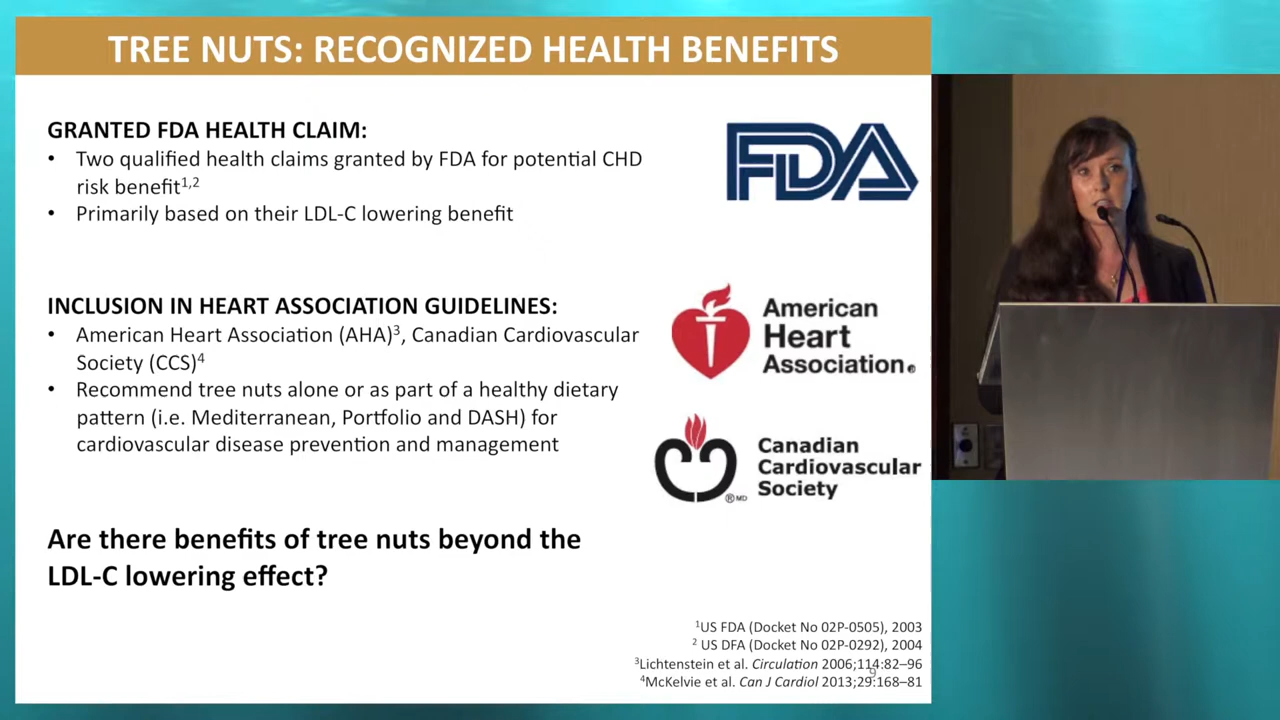 TREE NUTS: RECOGNIZED HEALTH BENEFITS
GRANTED FDA HEALTH CLAIM:
• Two qualified health claims granted by FDA for potential CHD
risk benefit1,2
• Primarily based on their LDL-C lowering benefit
FDA
INCLUSION IN HEART ASSOCIATION GUIDELINES:
• American Heart Association (AHA)3, Canadian Cardiovascular
Society (CCS)4
• Recommend tree nuts alone or as part of a healthy dietary
pattern (i.e. Mediterranean, Portfolio and DASH) for
cardiovascular disease prevention and management
American
Heart
Association®
Canadian
Cardiovascular
Society
®MD
Are there benefits of tree nuts beyond the
LDL-C lowering effect?
1US FDA (Docket No 02P-0505), 2003
2 US DFA (Docket No 02P-0292), 2004
3Lichtenstein et al. Circulation 2006;114:82–96
4McKelvie et al. Can J Cardiol 2013;29:168–81
9